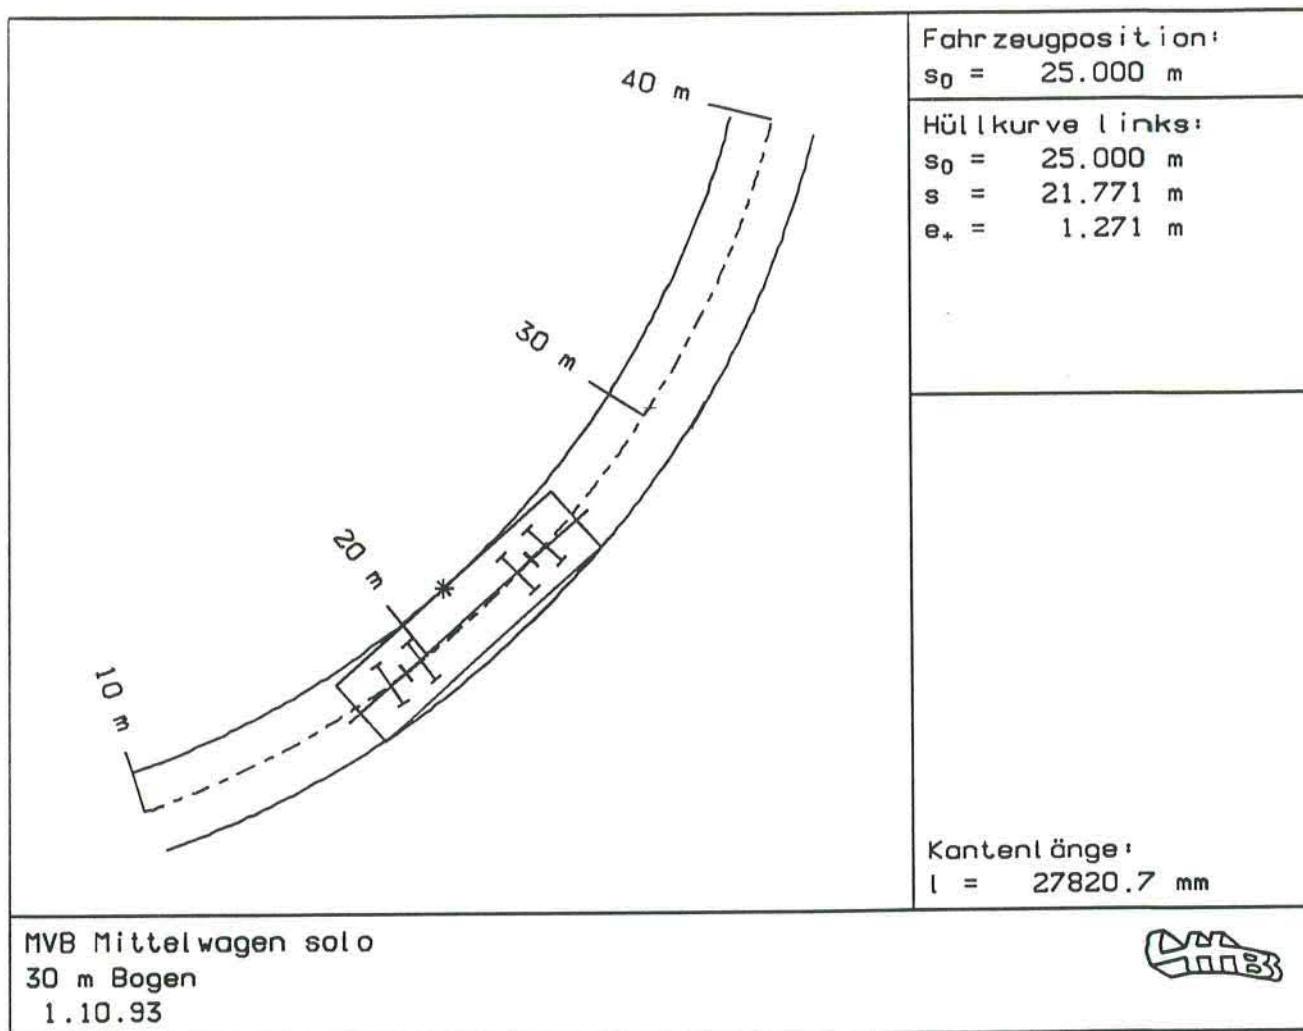 40 m
30 m
20 m
10 m
Fahrzeugposition:
s0 = 25.000 m
Hüllkurve links:
s0 = 25.000 m
s = 21.771 m
e+ = 1.271 m
Kantenlänge:
l = 27820.7 mm
MVB Mittelwagen solo
30 m Bogen
1.10.93
LHB